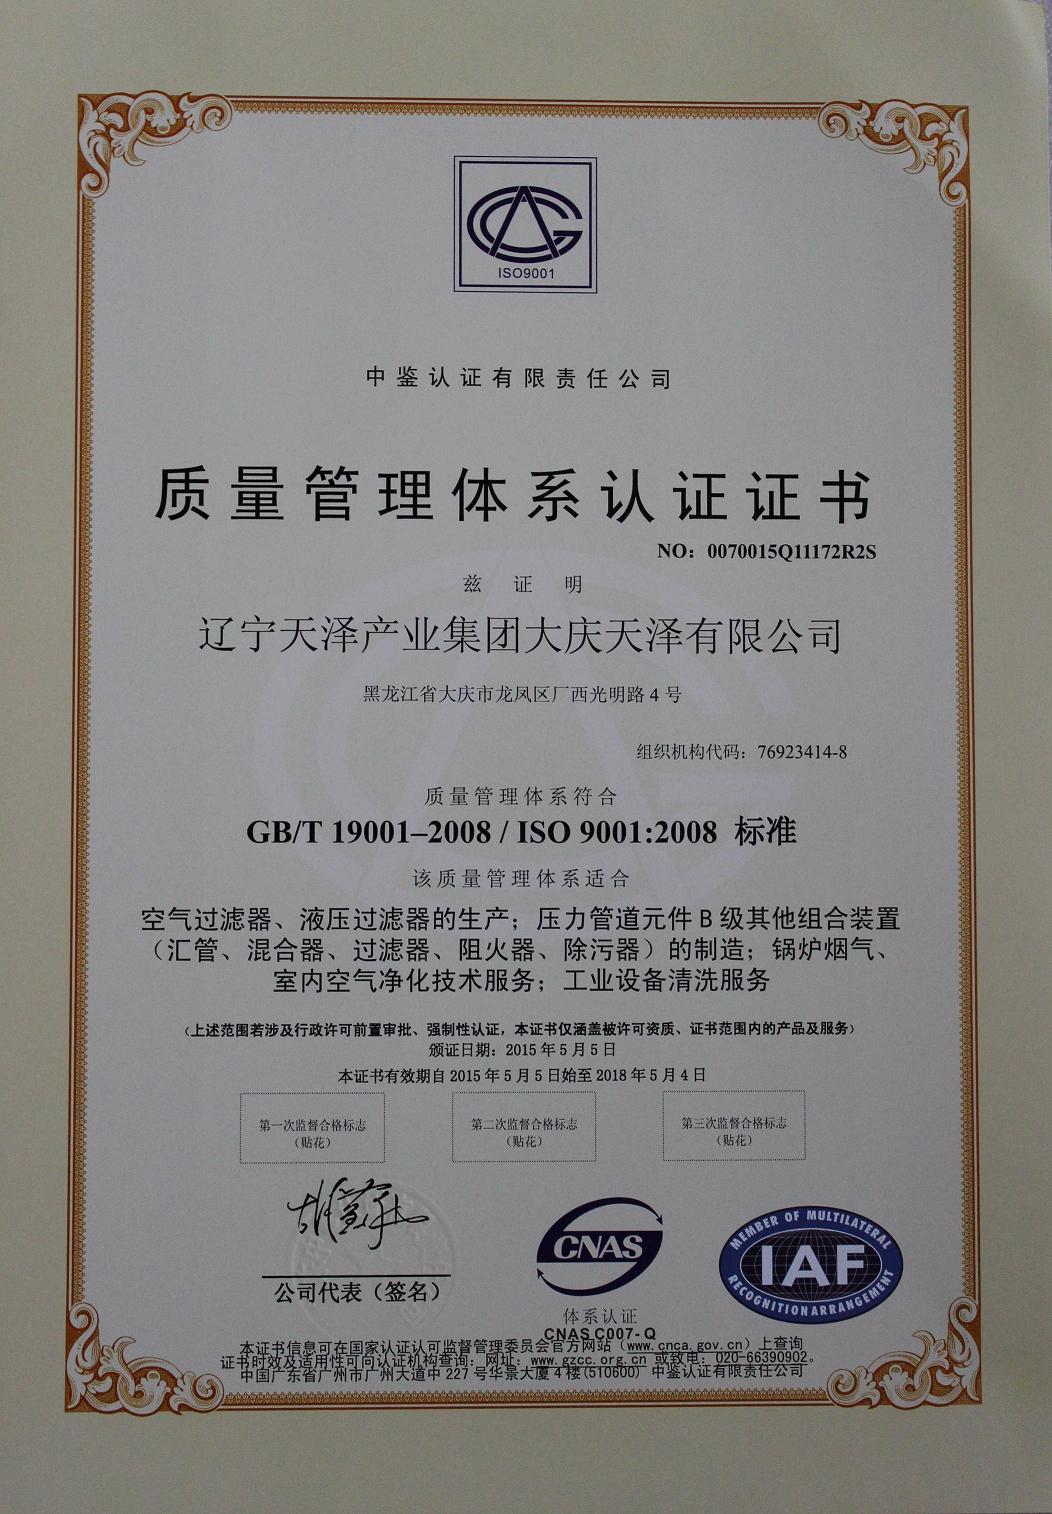 ISO9001
中鉴认证有限责任公司
质量管理体系认证证书
NO：0070015Q11172R2S
兹 证 明
辽宁天泽产业集团大庆天泽有限公司
黑龙江省大庆市龙凤区厂西光明路 4 号
组织机构代码：76923414-8
质量管理体系符合
GB/T 19001–2008 / ISO 9001:2008 标准
该质量管理体系适合
空气过滤器、液压过滤器的生产；压力管道元件 B 级其他组合装置
（汇管、混合器、过滤器、阻火器、除污器）的制造；锅炉烟气、
室内空气净化技术服务；工业设备清洗服务
（上述范围若涉及行政许可前置审批、强制性认证，本证书仅涵盖被许可资质、证书范围内的产品及服务）
颁证日期：2015 年 5 月 5 日
本证书有效期自 2015 年 5 月 5 日始至 2018 年 5 月 4 日
第一次监督合格标志
（贴花）
第二次监督合格标志
（贴花）
第三次监督合格标志
（贴花）
公司代表（签名）
CNAS
体系认证
CNAS C007-Q
MEMBER OF MULTILATERAL
IAF
RECOGNITION ARRANGEMENT
本证书信息可在国家认证认可监督管理委员会官方网站（www.cnca.gov.cn）上查询
证书时效及适用性可向认证机构查询：网址：www.gzcc.org.cn 或致电：020-66390902。
中国广东省广州市广州大道中 227 号华景大厦 4 楼(510600) 中鉴认证有限责任公司